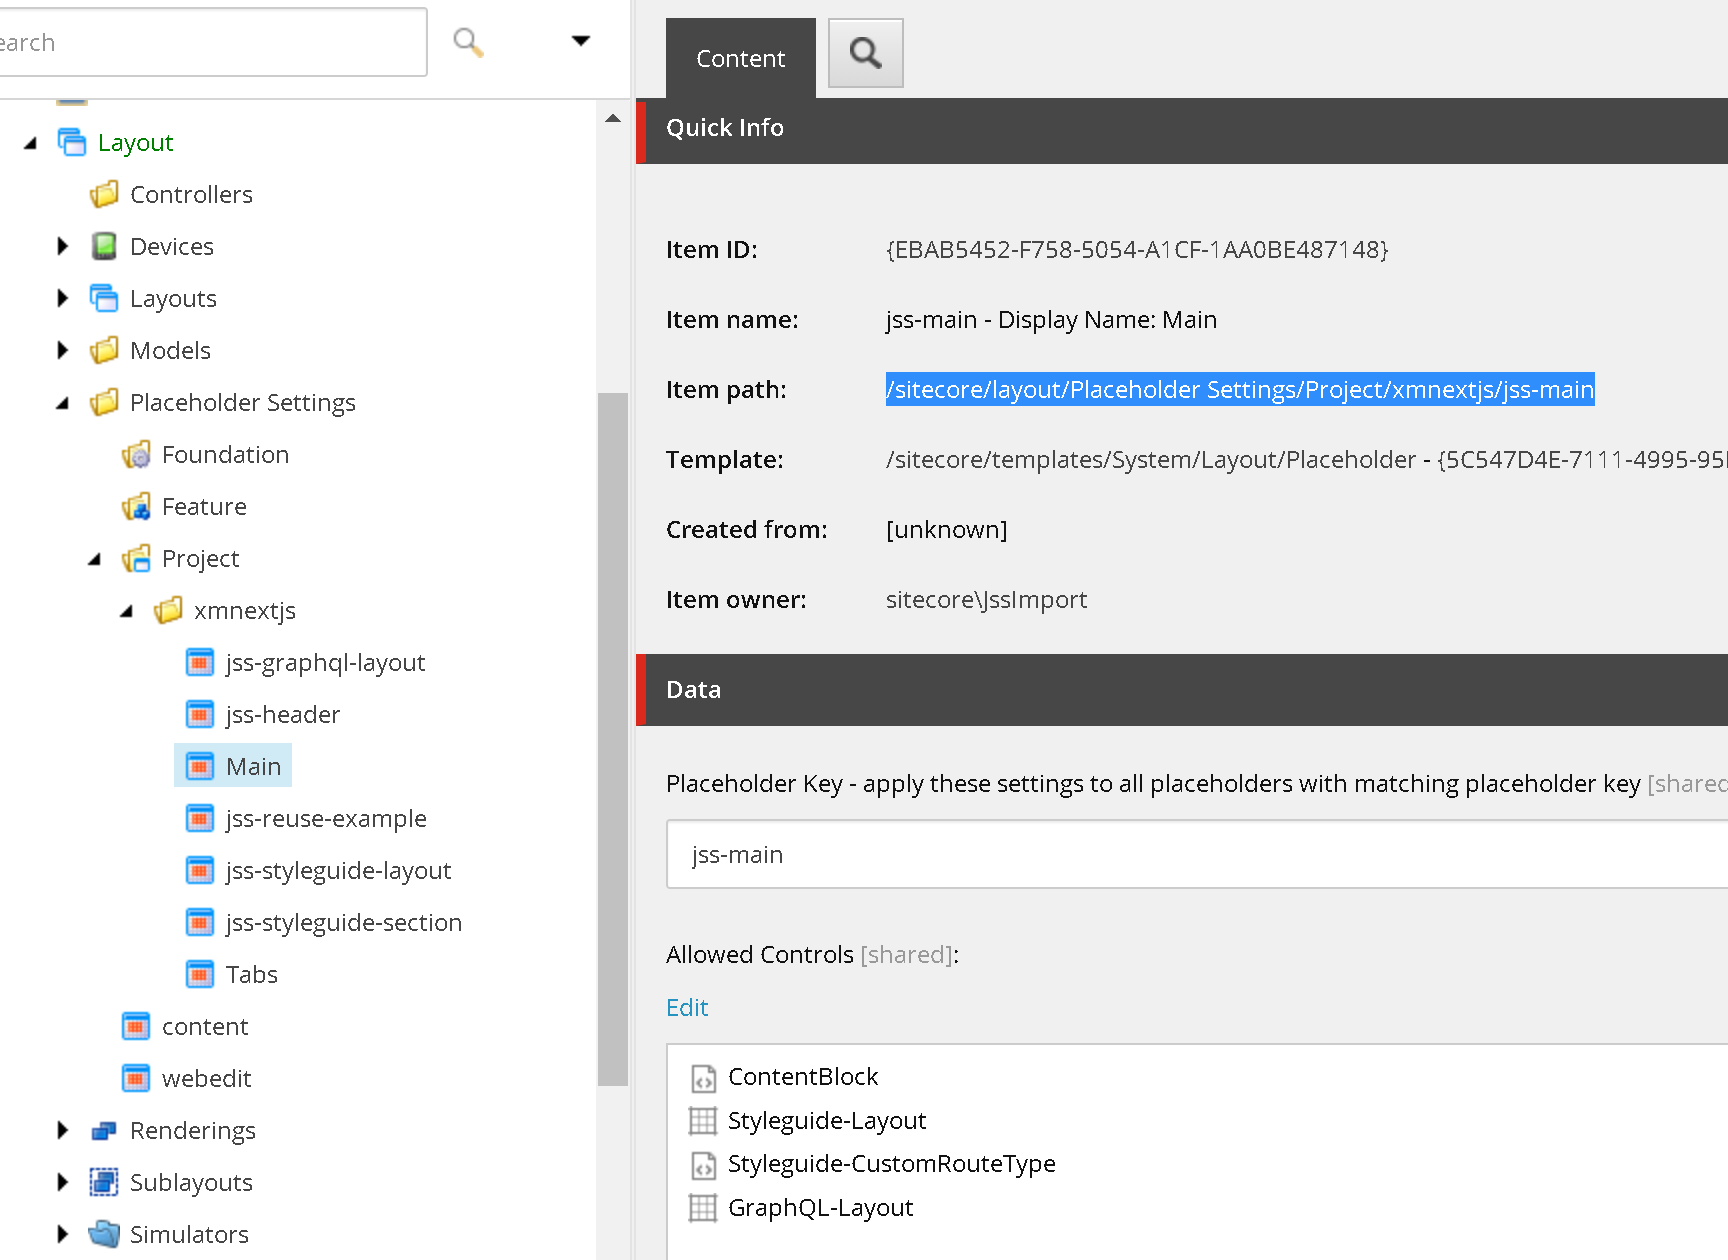 earch
Layout
Controllers
Devices
Layouts
Models
Placeholder Settings
Foundation
Feature
Project
xmnextjs
jss-graphql-layout
jss-header
Main
jss-reuse-example
jss-styleguide-layout
jss-styleguide-section
Tabs
content
webedit
Renderings
Sublayouts
Simulators
Content
Quick Info
Item ID: {EBAB5452-F758-5054-A1CF-1AA0BE487148}
Item name: jss-main - Display Name: Main
Item path: /sitecore/layout/Placeholder Settings/Project/xmnextjs/jss-main
Template: /sitecore/templates/System/Layout/Placeholder - {5C547D4E-7111-4995-95
Created from: [unknown]
Item owner: sitecore\JssImport
Data
Placeholder Key - apply these settings to all placeholders with matching placeholder key [shared
jss-main
Allowed Controls [shared]:
Edit
ContentBlock
Styleguide-Layout
Styleguide-CustomRouteType
GraphQL-Layout